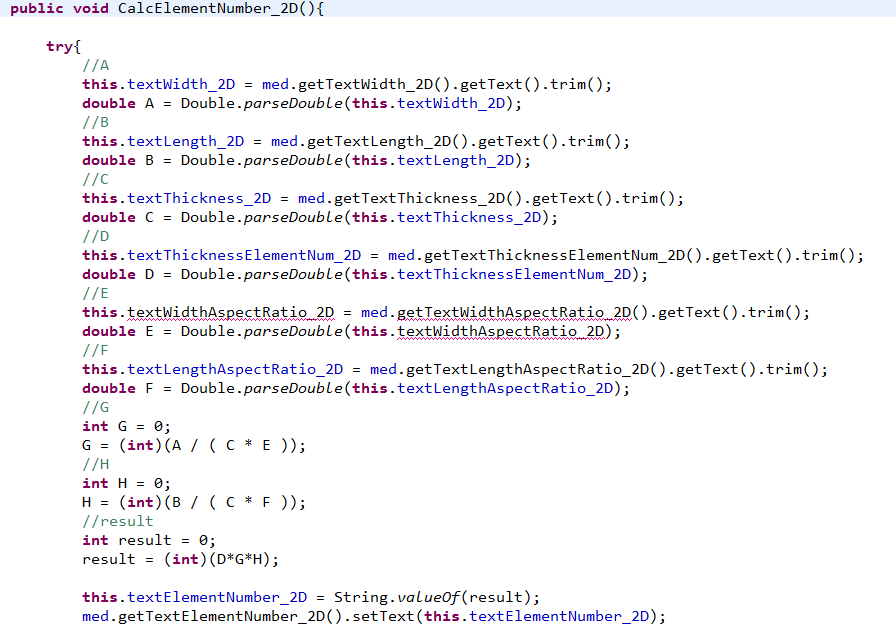 public void CalcElementNumber_2D(){
try{
//A
this.textWidth_2D = med.getTextWidth_2D().getText().trim();
double A = Double.parseDouble(this.textWidth_2D);
//B
this.textLength_2D = med.getTextLength_2D().getText().trim();
double B = Double.parseDouble(this.textLength_2D);
//C
this.textThickness_2D = med.getTextThickness_2D().getText().trim();
double C = Double.parseDouble(this.textThickness_2D);
//D
this.textThicknessElementNum_2D = med.getTextThicknessElementNum_2D().getText().trim();
double D = Double.parseDouble(this.textThicknessElementNum_2D);
//E
this.textWidthAspectRatio_2D = med.getTextWidthAspectRatio_2D().getText().trim();
double E = Double.parseDouble(this.textWidthAspectRatio_2D);
//F
this.textLengthAspectRatio_2D = med.getTextLengthAspectRatio_2D().getText().trim();
double F = Double.parseDouble(this.textLengthAspectRatio_2D);
//G
int G = 0;
G = (int)(A / ( C * E ));
//H
int H = 0;
H = (int)(B / ( C * F ));
//result
int result = 0;
result = (int)(D*G*H);
this.textElementNumber_2D = String.valueOf(result);
med.getTextElementNumber_2D().setText(this.textElementNumber_2D);